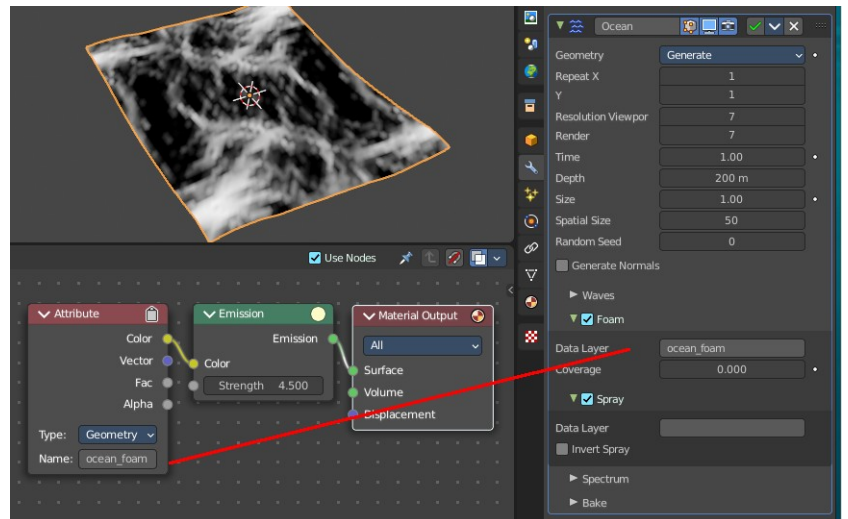 Ocean
Geometry Generate
Repeat X 1
Y 1
Resolution Viewpor 7
Render 7
Time 1.00
Depth 200 m
Size 1.00
Spatial Size 50
Random Seed 0
Generate Normals
Waves
Foam
Data Layer ocean_foam
Coverage 0.000
Spray
Data Layer
Invert Spray
Spectrum
Bake
Use Nodes
Attribute
Color
Vector
Fac
Alpha
Type: Geometry
Name: ocean_foam
Emission
Emission
Color
Strength 4.500
Material Output
All
Surface
Volume
Displacement